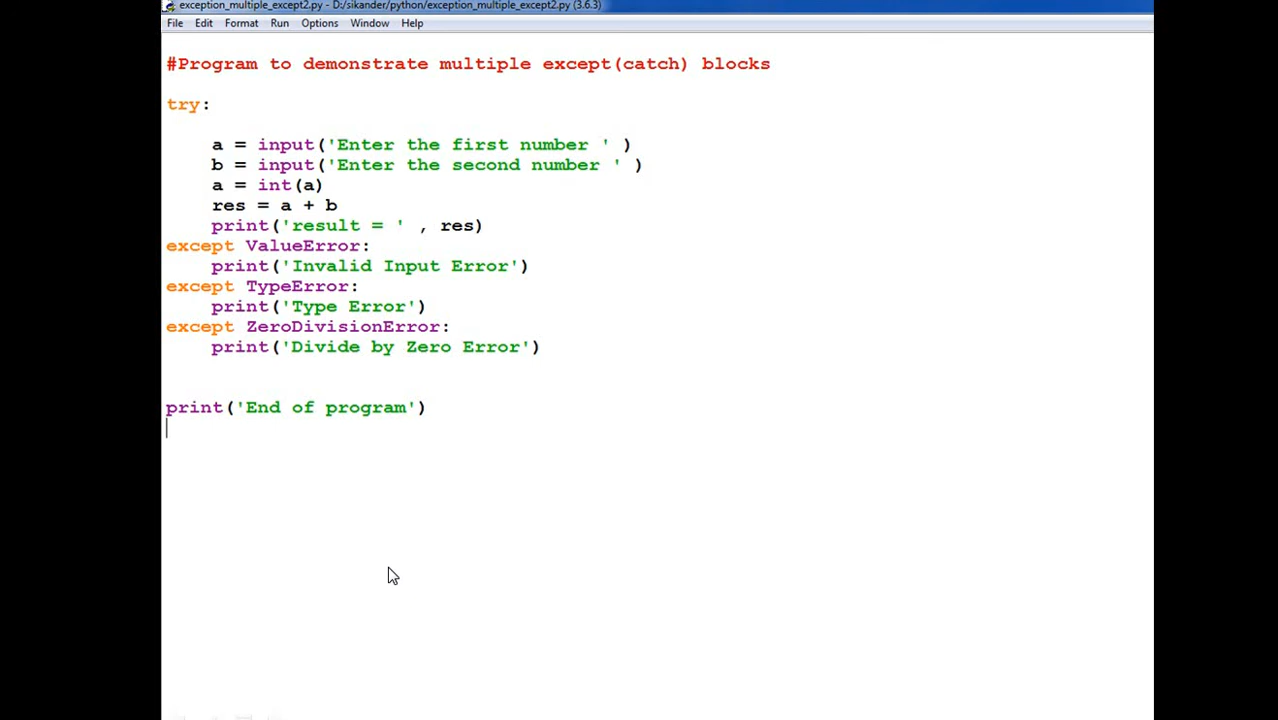 exception_multiple_except2.py - D:/sikander/python/exception_multiple_except2.py (3.6.3)
File Edit Format Run Options Window Help
#Program to demonstrate multiple except(catch) blocks
try:
    a = input('Enter the first number ' )
    b = input('Enter the second number ' )
    a = int(a)
    res = a + b
    print('result = ' , res)
except ValueError:
    print('Invalid Input Error')
except TypeError:
    print('Type Error')
except ZeroDivisionError:
    print('Divide by Zero Error')
print('End of program')